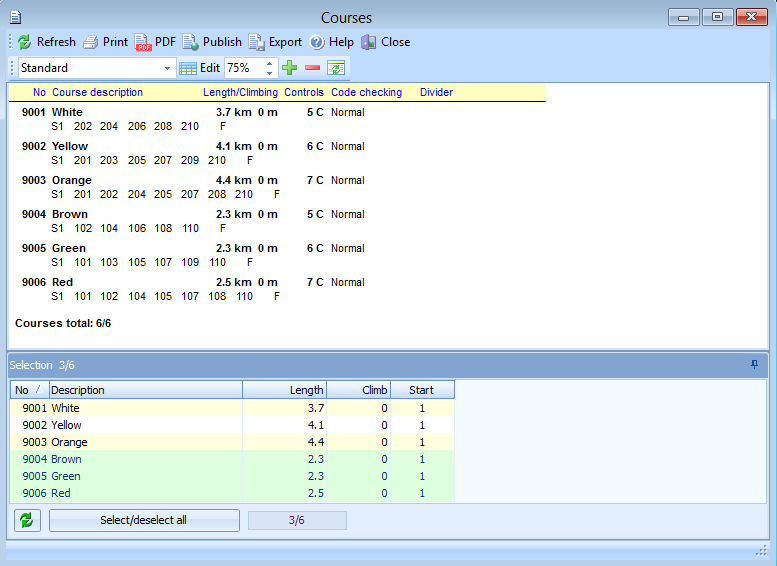 Courses
Refresh Print PDF Publish Export Help Close
Standard Edit 75%
No Course description Length/Climbing Controls Code checking Divider
9001 White 3.7 km 0 m 5 C Normal
S1 202 204 206 208 210 F
9002 Yellow 4.1 km 0 m 6 C Normal
S1 201 203 205 207 209 210 F
9003 Orange 4.4 km 0 m 7 C Normal
S1 201 202 204 205 207 208 210 F
9004 Brown 2.3 km 0 m 5 C Normal
S1 102 104 106 108 110 F
9005 Green 2.3 km 0 m 6 C Normal
S1 101 103 105 107 109 110 F
9006 Red 2.5 km 0 m 7 C Normal
S1 101 102 104 105 107 108 110 F
Courses total: 6/6
Selection 3/6
No / Description Length Climb Start
9001 White 3.7 0 1
9002 Yellow 4.1 0 1
9003 Orange 4.4 0 1
9004 Brown 2.3 0 1
9005 Green 2.3 0 1
9006 Red 2.5 0 1
Select/deselect all 3/6